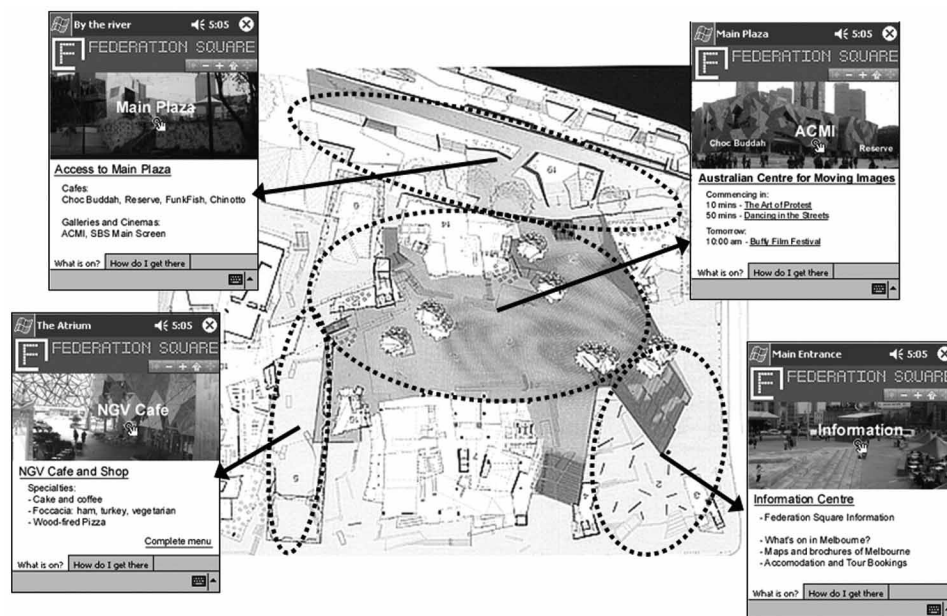 By the river 5:05
FEDERATION SQUARE
Main Plaza
Access to Main Plaza
Cafes:
Choc Buddah, Reserve, FunkFish, Chinotto
Galleries and Cinemas:
ACMI, SBS Main Screen
What is on? How do I get there
Main Plaza 5:05
FEDERATION SQUARE
ACMI
Choc Buddah Reserve
Australian Centre for Moving Images
Commencing in:
10 mins - The Art of Protest
50 mins - Dancing in the Streets
Tomorrow:
10:00 am - Buffy Film Festival
What is on? How do I get there
The Atrium 5:05
FEDERATION SQUARE
NGV Cafe
NGV Cafe and Shop
Specialties:
- Cake and coffee
- Foccacia: ham, turkey, vegetarian
- Wood-fired Pizza
Complete menu
What is on? How do I get there
Main Entrance 5:05
FEDERATION SQUARE
Information
Information Centre
- Federation Square Information
- What's on in Melbourne?
- Maps and brochures of Melbourne
- Accomodation and Tour Bookings
What is on? How do I get there